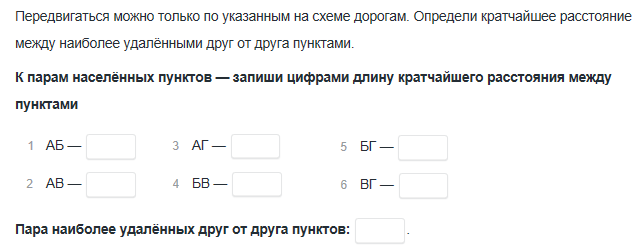 Передвигаться можно только по указанным на схеме дорогам. Определи кратчайшее расстояние
между наиболее удалёнными друг от друга пунктами.
К парам населённых пунктов — запиши цифрами длину кратчайшего расстояния между
пунктами
1 АБ — 3 АГ — 5 БГ —
2 АВ — 4 БВ — 6 ВГ —
Пара наиболее удалённых друг от друга пунктов: .